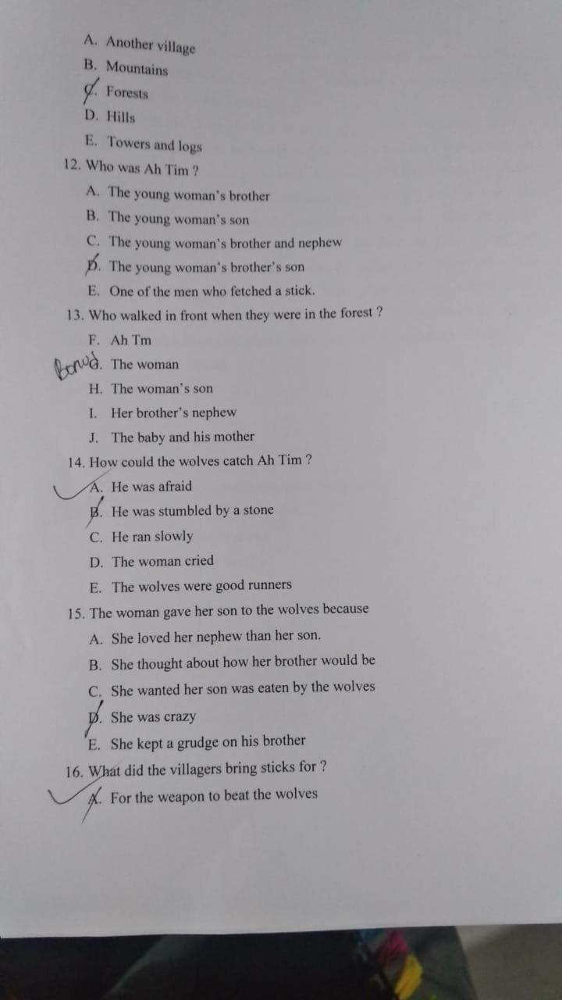 A. Another village
B. Mountains
C. Forests
D. Hills
E. Towers and logs
12. Who was Ah Tim ?
A. The young woman's brother
B. The young woman's son
C. The young woman's brother and nephew
D. The young woman's brother's son
E. One of the men who fetched a stick.
13. Who walked in front when they were in the forest ?
F. Ah Tm
Bonus. The woman
H. The woman's son
I. Her brother's nephew
J. The baby and his mother
14. How could the wolves catch Ah Tim ?
A. He was afraid
B. He was stumbled by a stone
C. He ran slowly
D. The woman cried
E. The wolves were good runners
15. The woman gave her son to the wolves because
A. She loved her nephew than her son.
B. She thought about how her brother would be
C. She wanted her son was eaten by the wolves
D. She was crazy
E. She kept a grudge on his brother
16. What did the villagers bring sticks for ?
A. For the weapon to beat the wolves